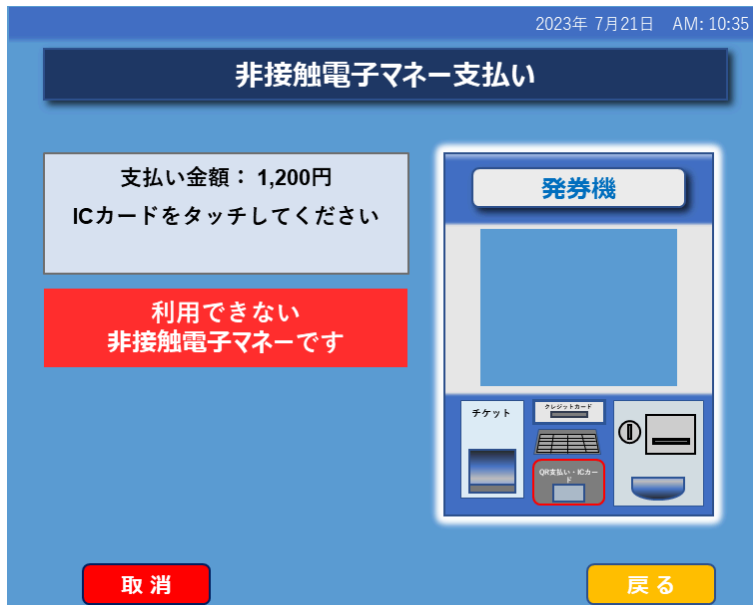 2023年 7月21日 AM: 10:35
非接触電子マネー支払い
支払い金額： 1,200円
ICカードをタッチしてください
利用できない
非接触電子マネーです
発券機
チケット
クレジットカード
QR支払い・ICカー
ド
取 消
戻 る